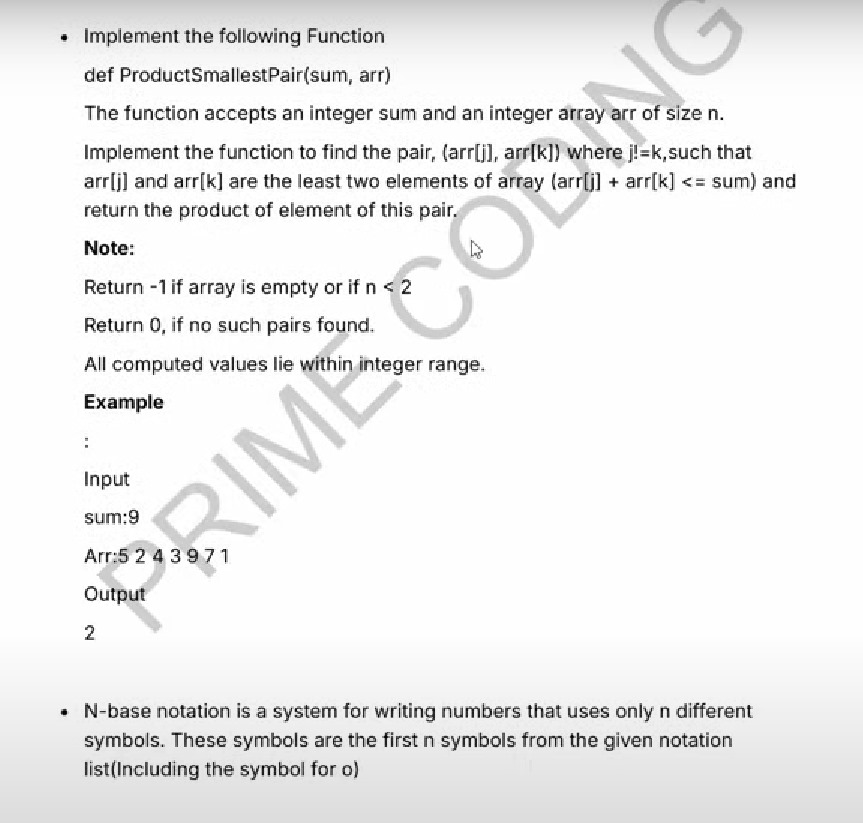 • Implement the following Function
def ProductSmallestPair(sum, arr)
The function accepts an integer sum and an integer array arr of size n.
Implement the function to find the pair, (arr[j], arr[k]) where j!=k,such that
arr[j] and arr[k] are the least two elements of array (arr[j] + arr[k] <= sum) and
return the product of element of this pair.
Note:
Return -1 if array is empty or if n < 2
Return 0, if no such pairs found.
All computed values lie within integer range.
Example
:
Input
sum:9
Arr:5 2 4 3 9 7 1
Output
2
• N-base notation is a system for writing numbers that uses only n different
symbols. These symbols are the first n symbols from the given notation
list(Including the symbol for o)
PRIME CODING